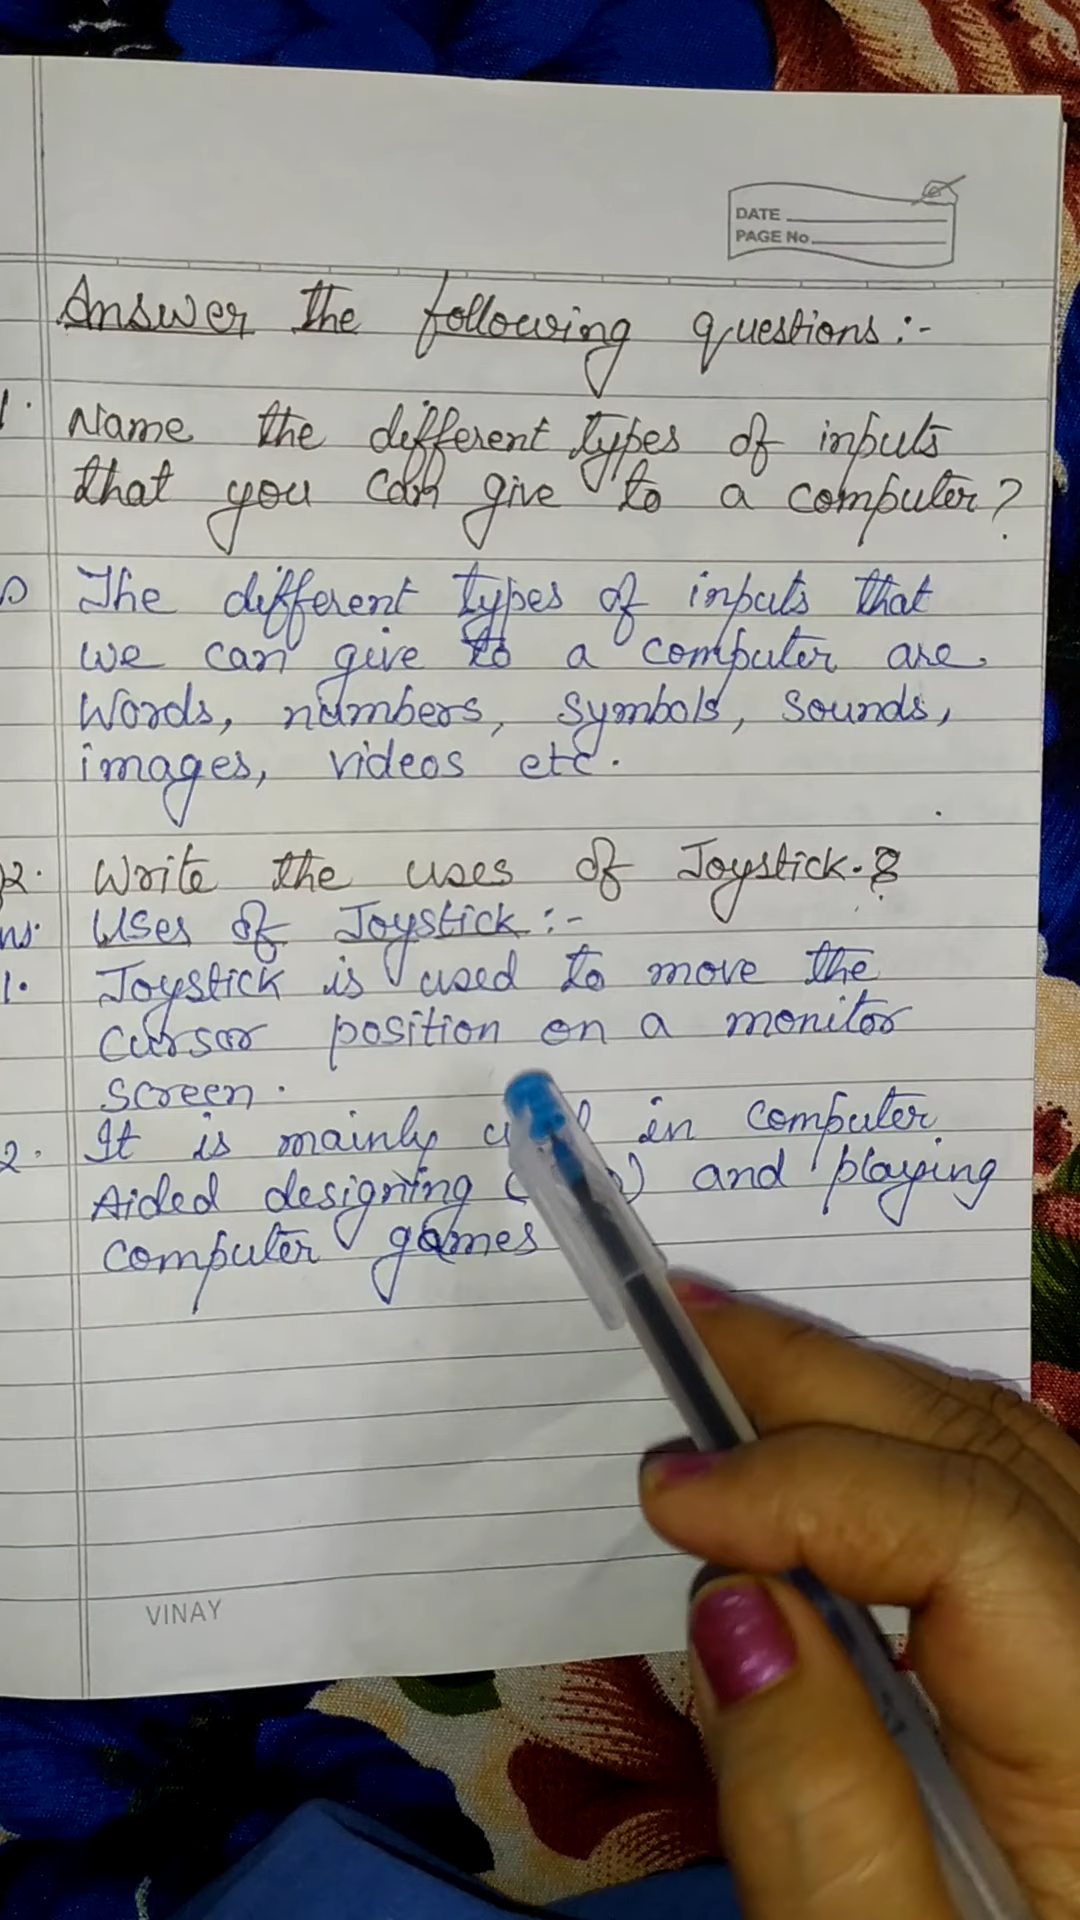 DATE
PAGE No.
Answer the following questions:-
1. Name the different types of inputs
that you can give to a computer?
The different types of inputs that
we can give to a computer are.
Words, numbers, symbols, sounds,
images, videos etc.
2. Write the uses of Joystick.?
ns. Uses of Joystick:-
1. Joystick is used to move the
cursor position on a monitor
screen.
2. It is mainly in computer
Aided designing ( ) and playing
computer games
VINAY